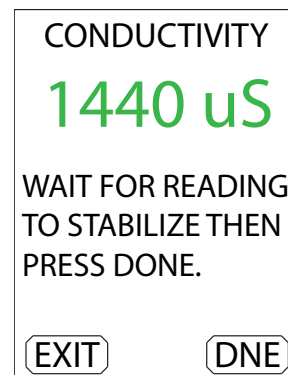 CONDUCTIVITY
1440 uS
WAIT FOR READING
TO STABILIZE THEN
PRESS DONE.
EXIT DNE